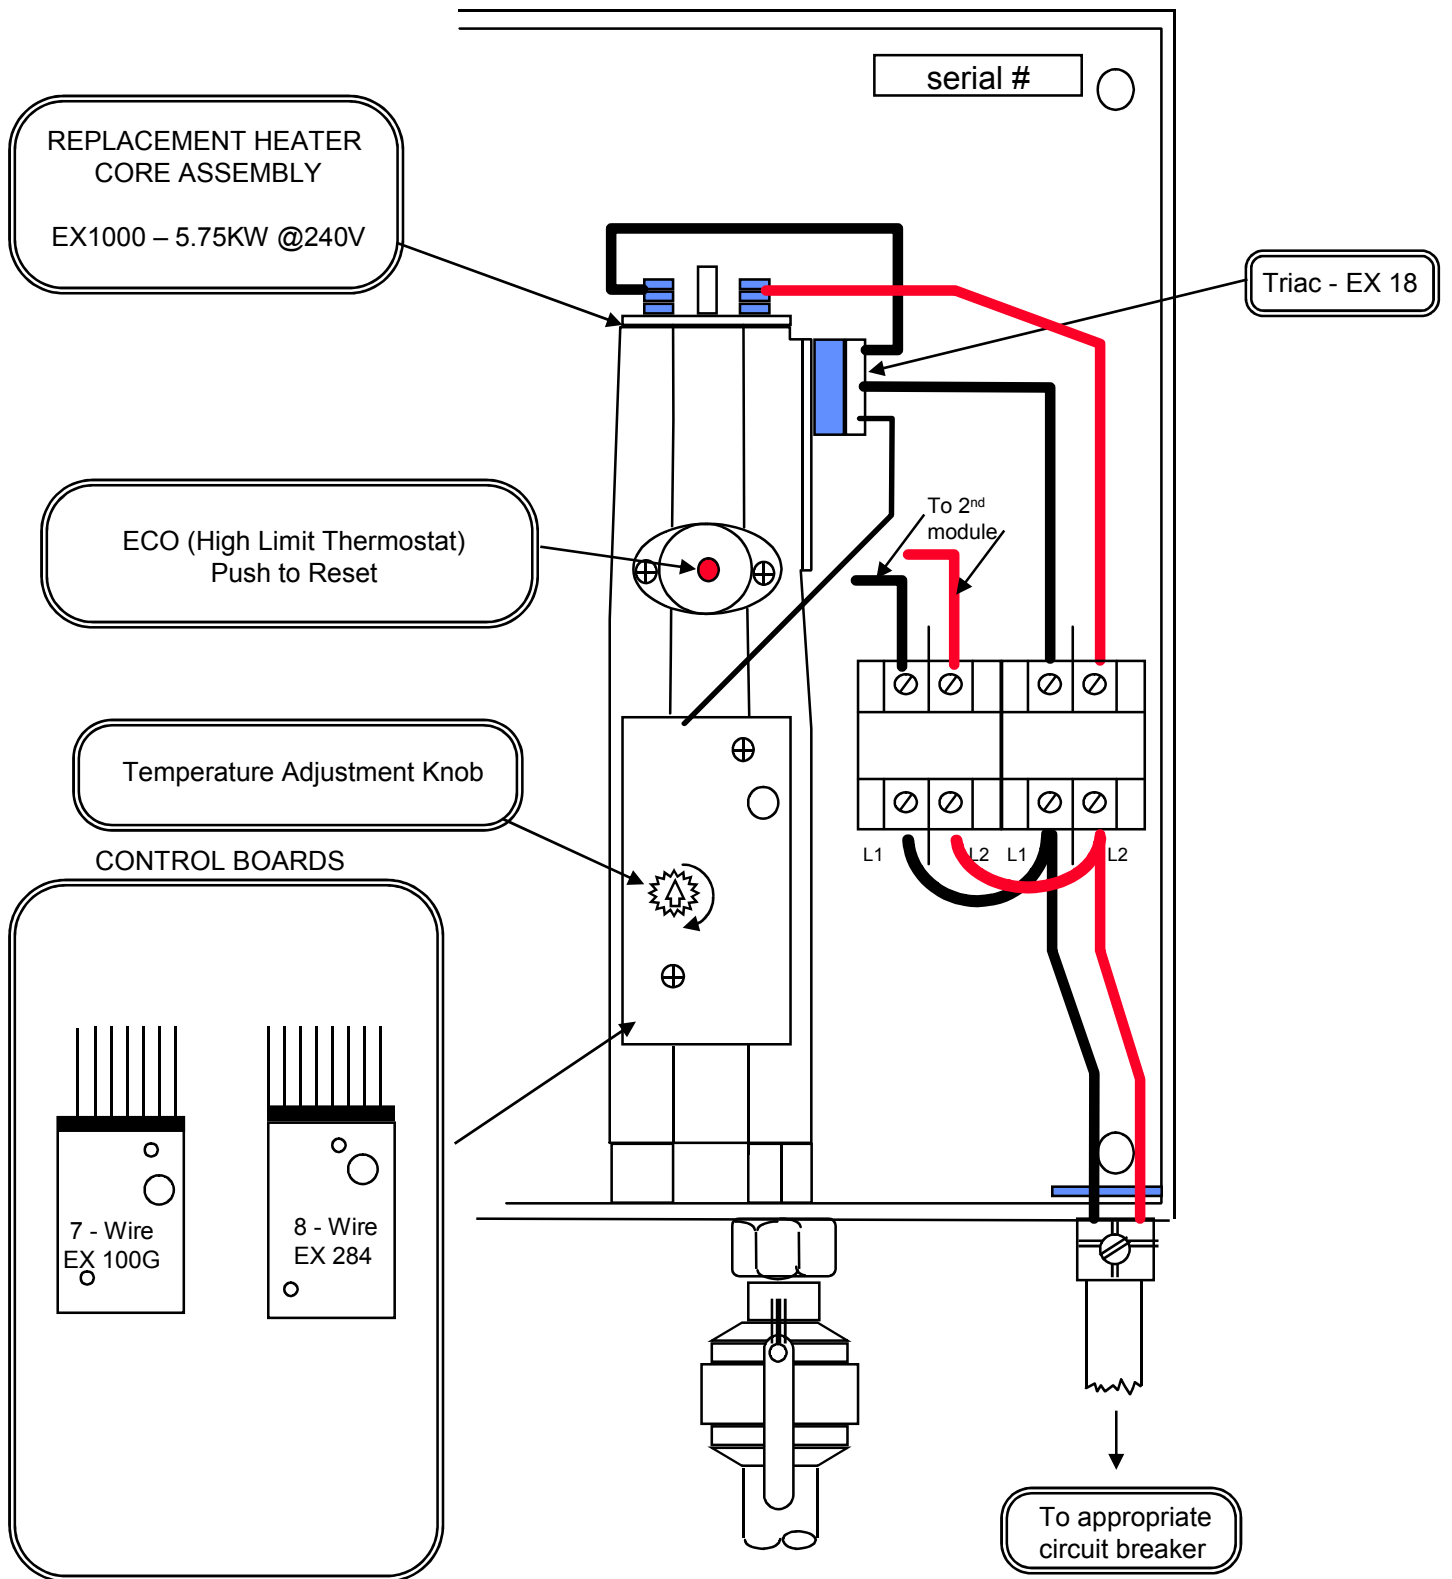 serial #
REPLACEMENT HEATER
CORE ASSEMBLY
EX1000 – 5.75KW @240V
Triac - EX 18
To 2nd
module
ECO (High Limit Thermostat)
Push to Reset
Temperature Adjustment Knob
L1
L2
L1
L2
CONTROL BOARDS
7 - Wire
EX 100G
8 - Wire
EX 284
To appropriate
circuit breaker